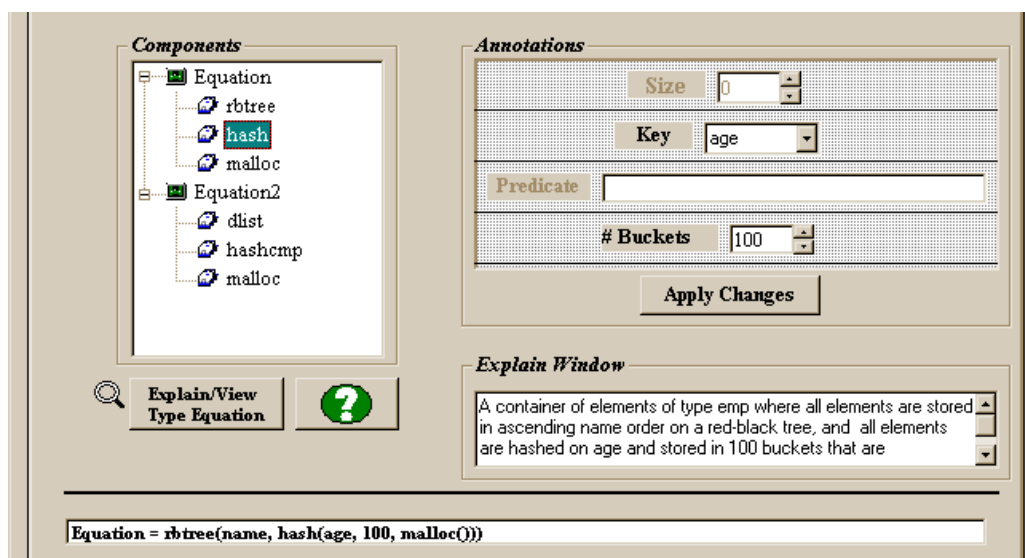 Components
Equation
rbtree
hash
malloc
Equation2
dlist
hashcmp
malloc
Explain/View
Type Equation
?
Annotations
Size 0
Key age
Predicate
# Buckets 100
Apply Changes
Explain Window
A container of elements of type emp where all elements are stored
in ascending name order on a red-black tree, and all elements
are hashed on age and stored in 100 buckets that are
Equation = rbtree(name, hash(age, 100, malloc()))